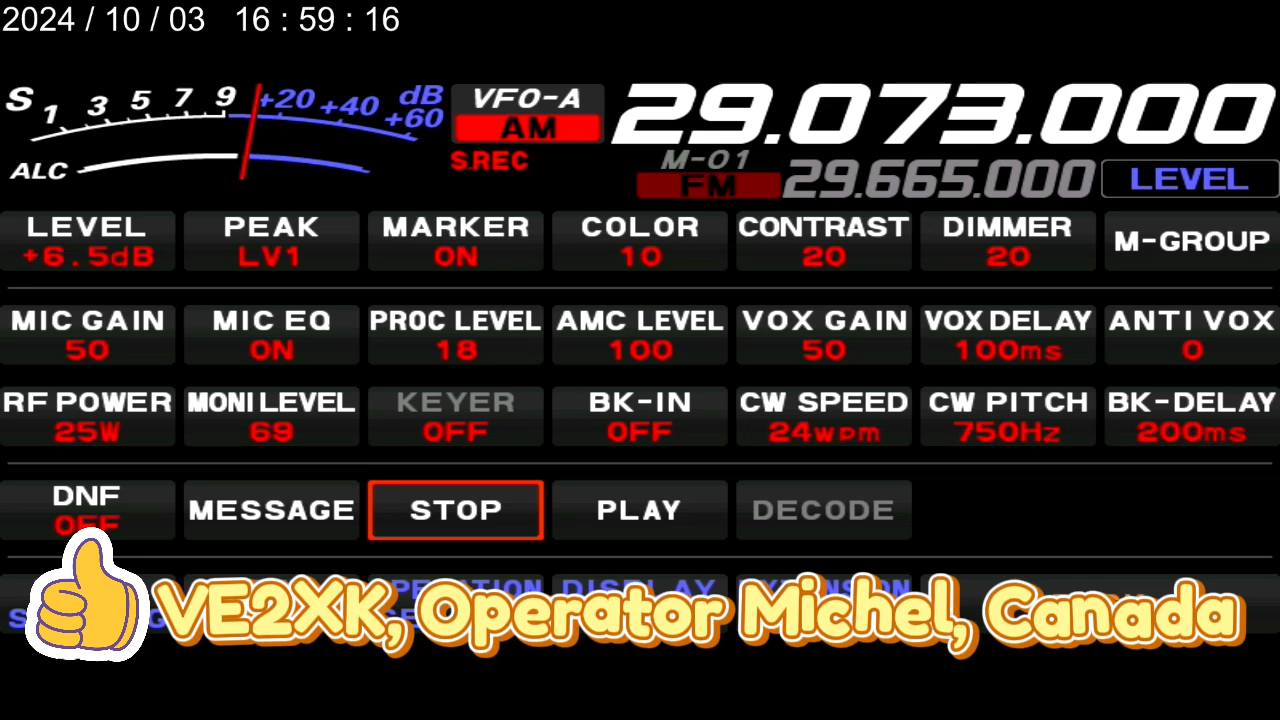 2024 / 10 / 03 16 : 59 : 16
S 1 3 5 7 9 +20 +40 +60 dB
ALC
VFO-A
AM
29.073.000
S.REC
M-01
FM
29.665.000
LEVEL
LEVEL PEAK MARKER COLOR CONTRAST DIMMER M-GROUP
+6.5dB LV1 ON 10 20 20
MIC GAIN MIC EQ PROC LEVEL AMC LEVEL VOX GAIN VOX DELAY ANTI VOX
50 ON 18 100 50 100ms 0
RF POWER MONI LEVEL KEYER BK-IN CW SPEED CW PITCH BK-DELAY
25W 69 OFF OFF 24wpm 750Hz 200ms
DNF MESSAGE STOP PLAY DECODE
OFF
DISPLAY
VE2XK, Operator Michel, Canada